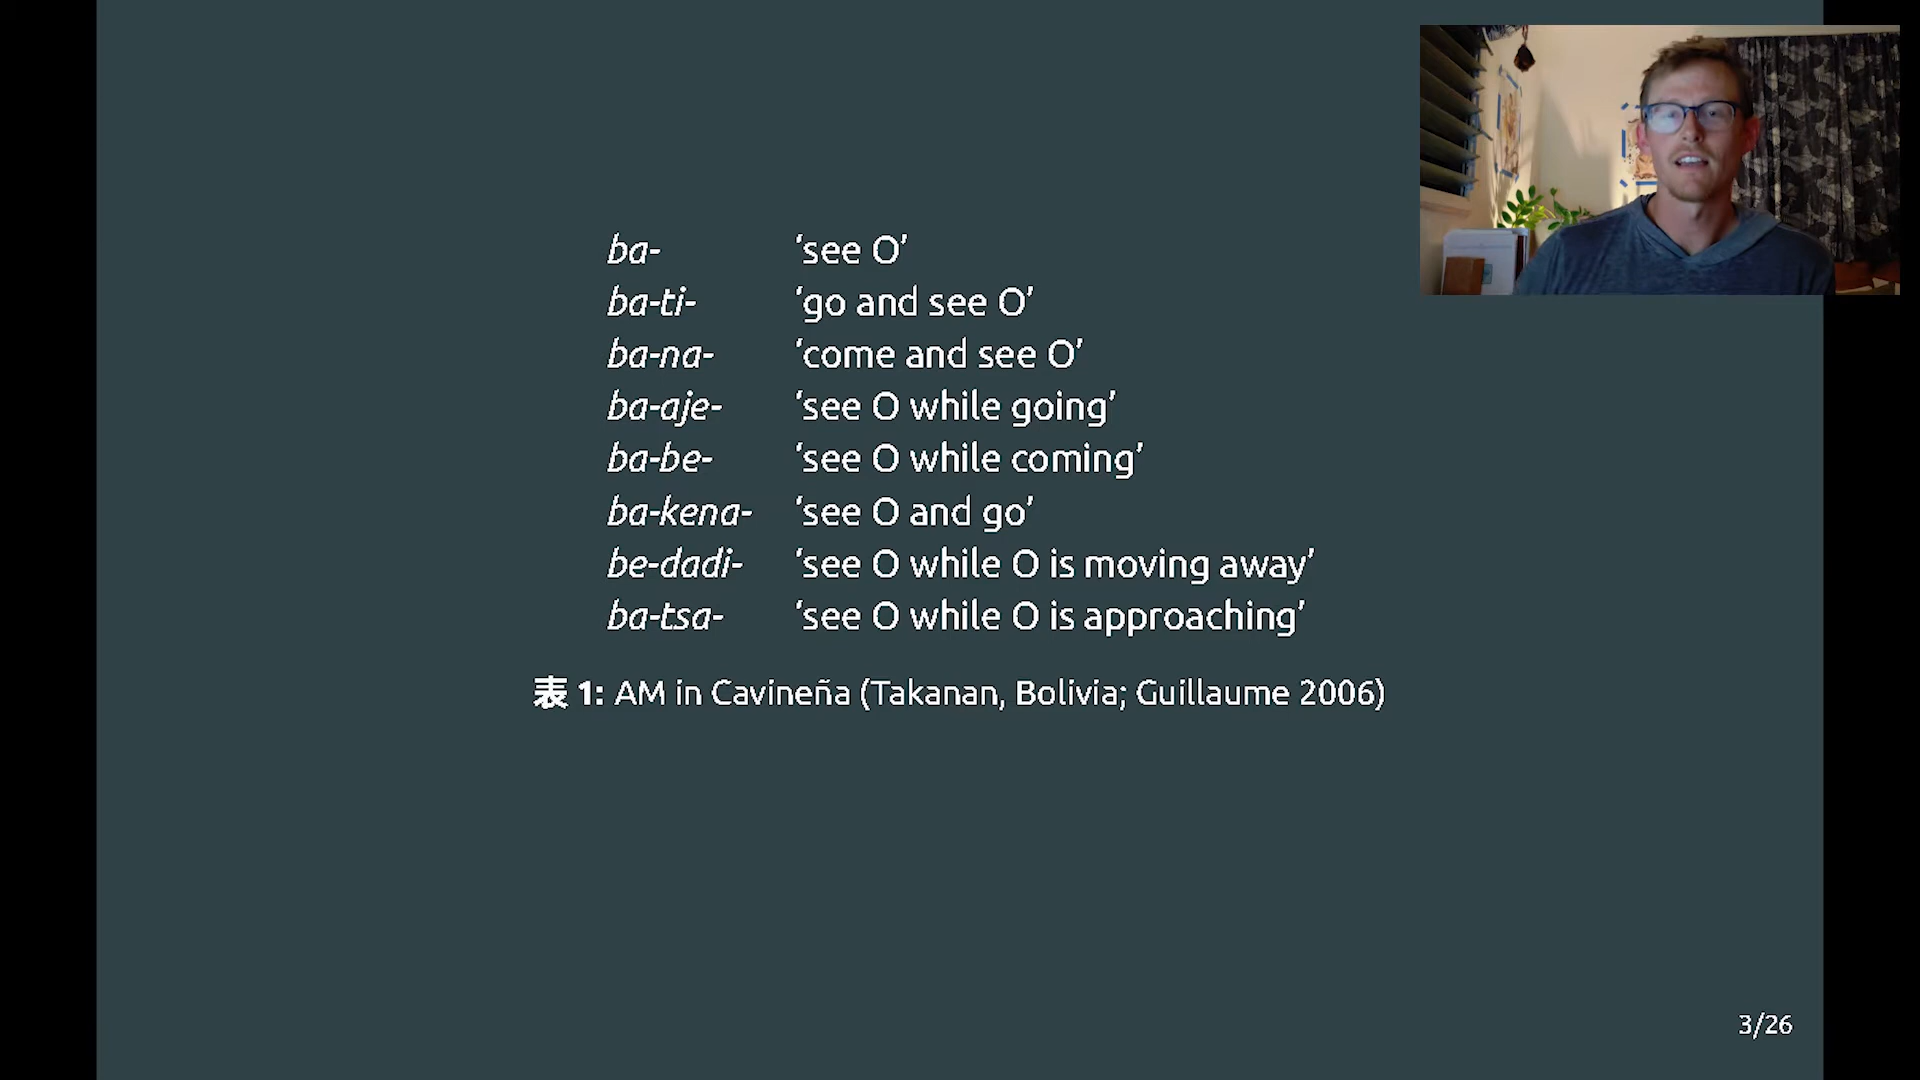 ba- ‘see O’
ba-ti- ‘go and see O’
ba-na- ‘come and see O’
ba-aje- ‘see O while going’
ba-be- ‘see O while coming’
ba-kena- ‘see O and go’
be-dadi- ‘see O while O is moving away’
ba-tsa- ‘see O while O is approaching’
表 1: AM in Cavineña (Takanan, Bolivia; Guillaume 2006)
3/26